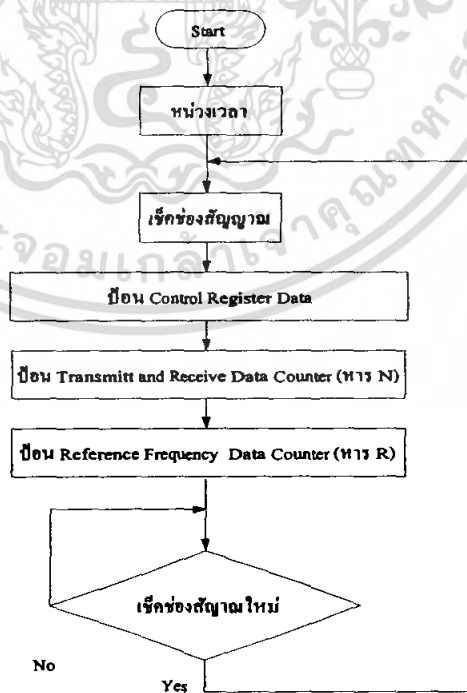 Start
หน่วงเวลา
เช็คช่องสัญญาณ
ป้อน Control Register Data
ป้อน Transmitt and Receive Data Counter (หาร N)
ป้อน Reference Frequency Data Counter (หาร R)
เช็คช่องสัญาณใหม่
No
Yes